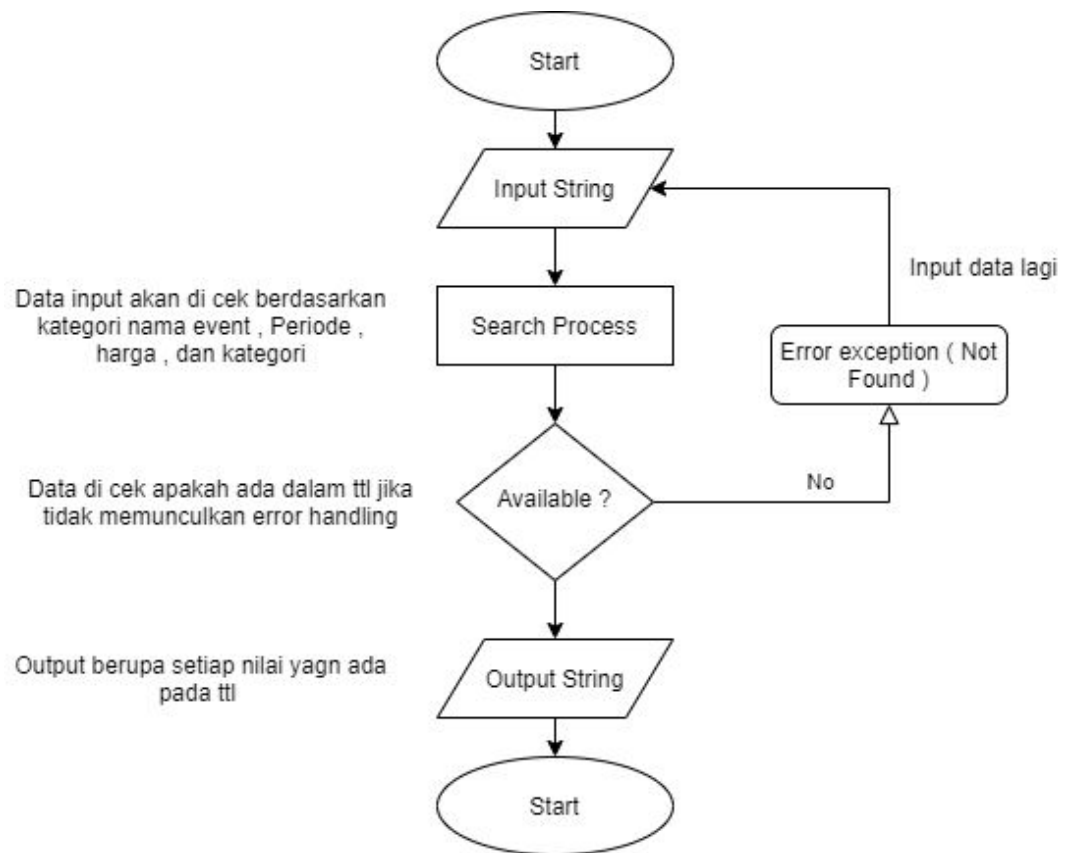 Start
Input String
Input data lagi
Data input akan di cek berdasarkan
kategori nama event , Periode ,
harga , dan kategori
Search Process
Error exception ( Not
Found )
Data di cek apakah ada dalam ttl jika
tidak memunculkan error handling
Available ?
No
Output berupa setiap nilai yagn ada
pada ttl
Output String
Start